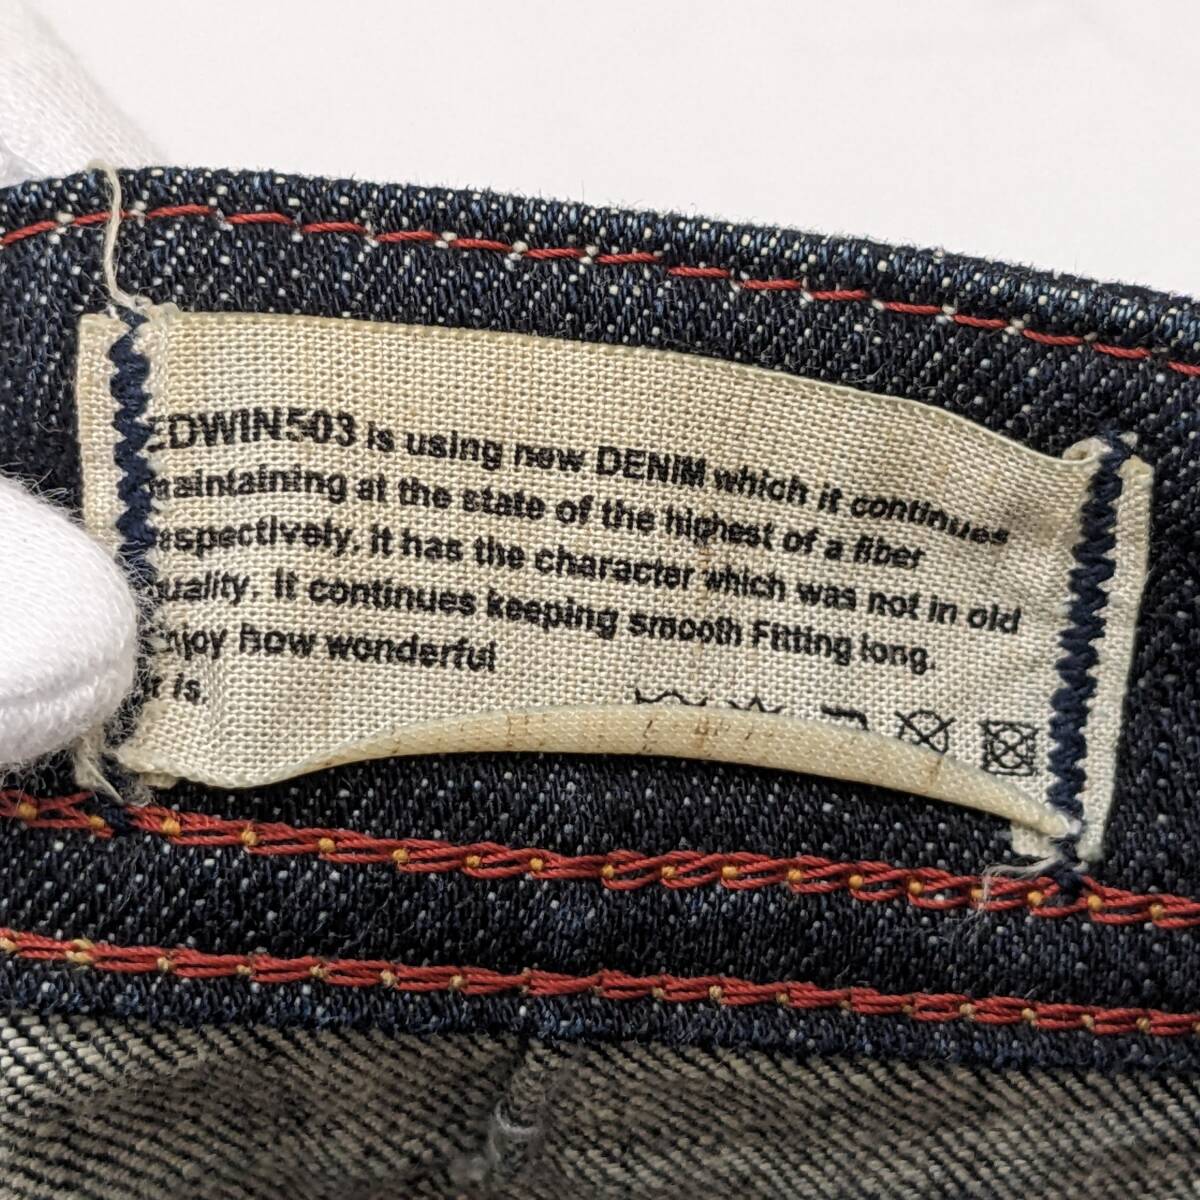 EDWIN503 is using new DENIM which it continues
maintaining at the state of the highest of a fiber
respectively. It has the character which was not in old
quality. It continues keeping smooth Fitting long.
Enjoy how wonderful
is.